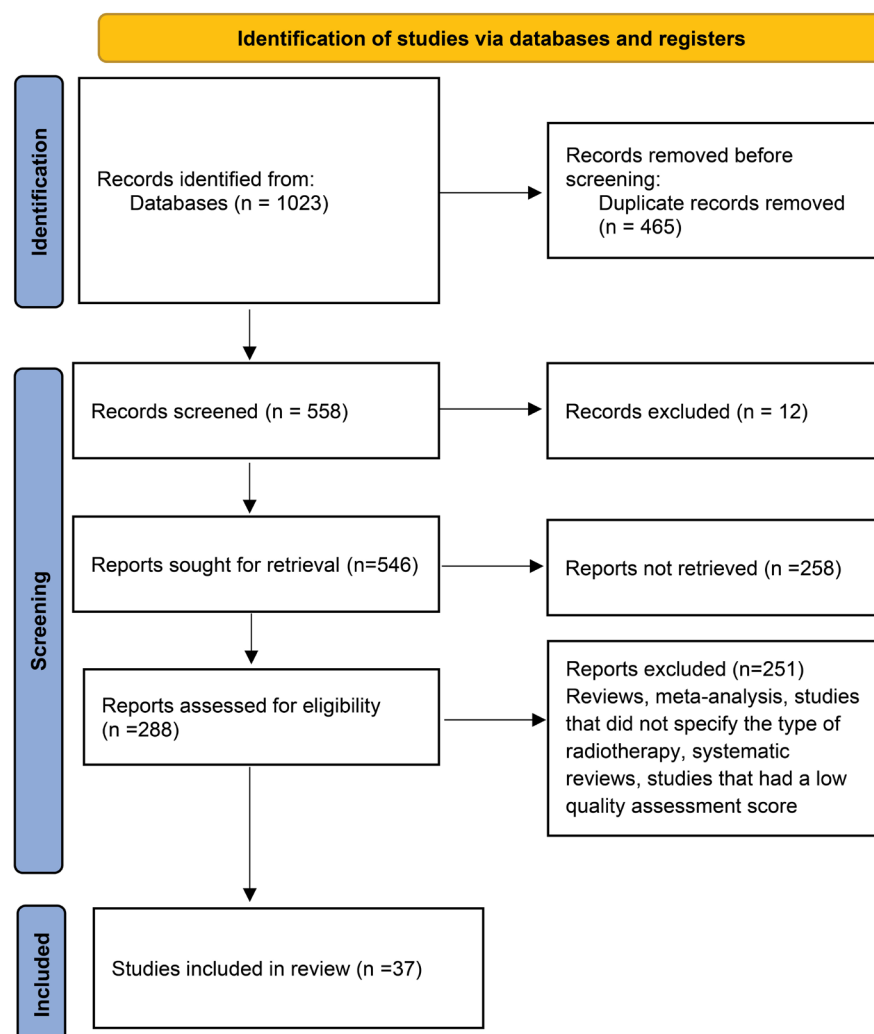 Identification of studies via databases and registers
Identification
Records identified from:
Databases (n = 1023)
Records removed before
screening:
Duplicate records removed
(n = 465)
Screening
Records screened (n = 558)
Records excluded (n = 12)
Reports sought for retrieval (n=546)
Reports not retrieved (n =258)
Reports assessed for eligibility
(n =288)
Reports excluded (n=251)
Reviews, meta-analysis, studies
that did not specify the type of
radiotherapy, systematic
reviews, studies that had a low
quality assessment score
Included
Studies included in review (n =37)